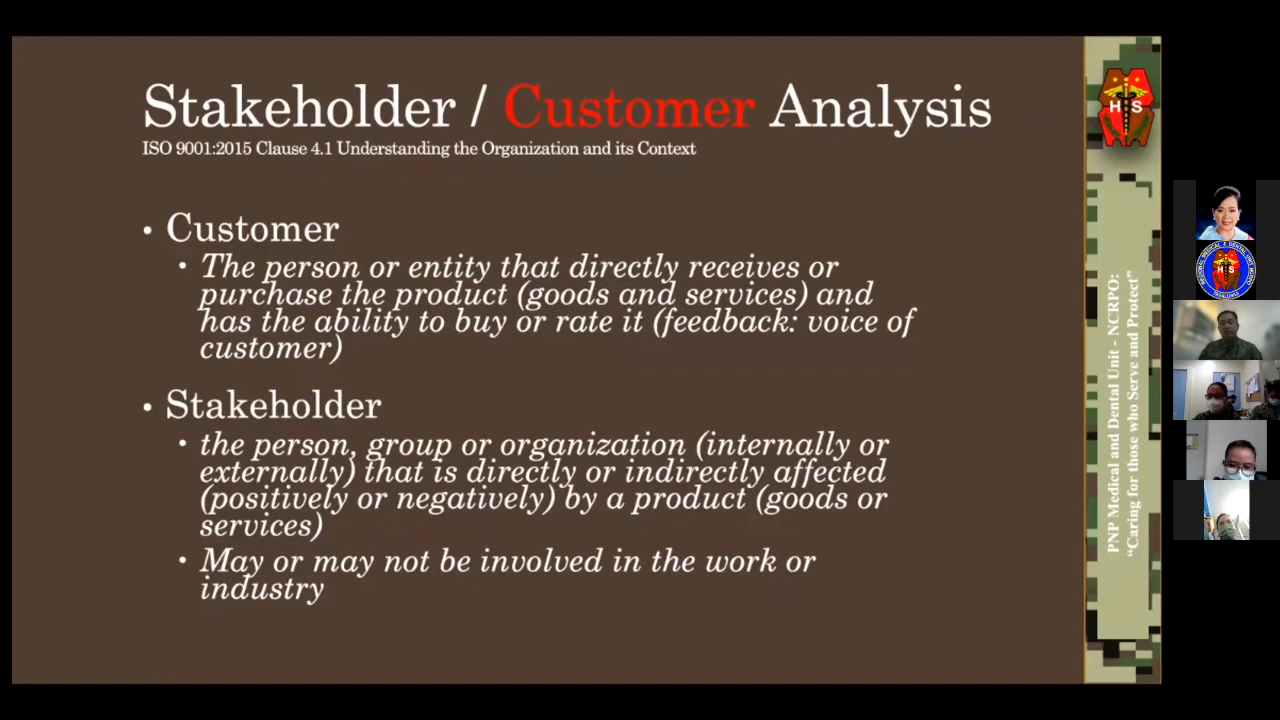 Stakeholder / Customer Analysis
ISO 9001:2015 Clause 4.1 Understanding the Organization and its Context
• Customer
• The person or entity that directly receives or
purchase the product (goods and services) and
has the ability to buy or rate it (feedback: voice of
customer)
• Stakeholder
• the person, group or organization (internally or
externally) that is directly or indirectly affected
(positively or negatively) by a product (goods or
services)
• May or may not be involved in the work or
industry
H S
PNP Medical and Dental Unit - NCRPO:
“Caring for those who Serve and Protect”
H S